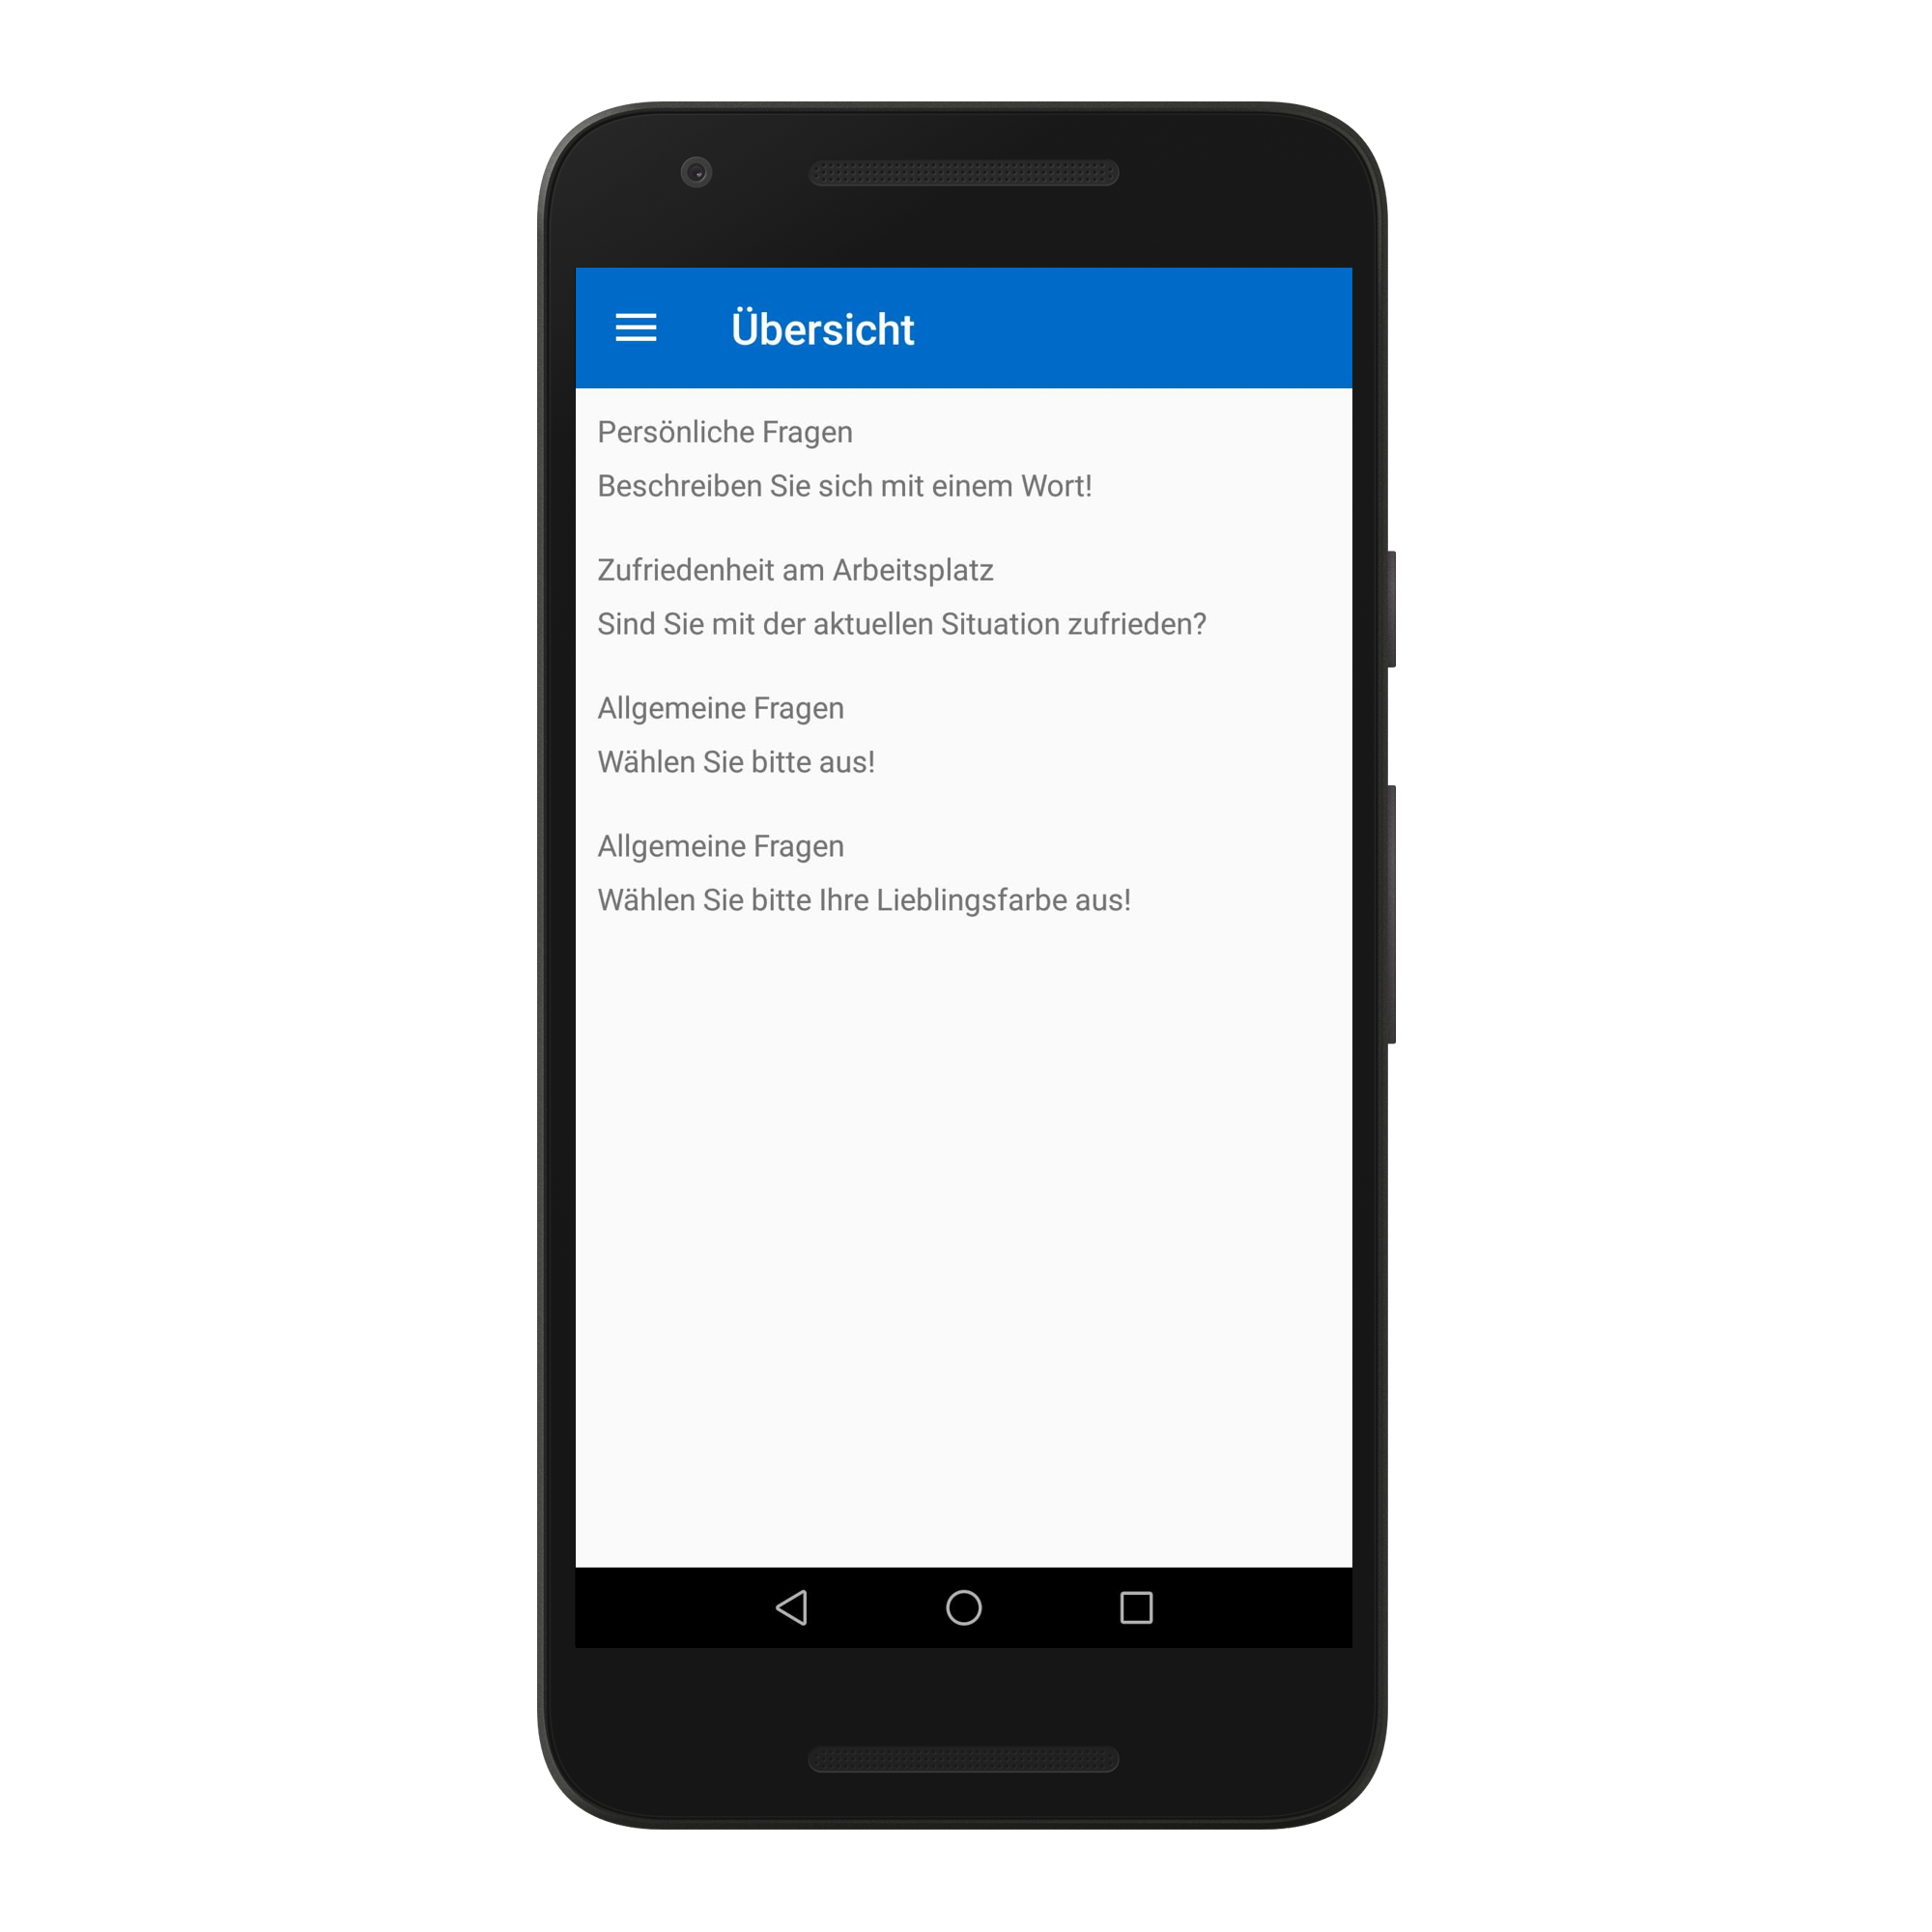 Übersicht
Persönliche Fragen
Beschreiben Sie sich mit einem Wort!
Zufriedenheit am Arbeitsplatz
Sind Sie mit der aktuellen Situation zufrieden?
Allgemeine Fragen
Wählen Sie bitte aus!
Allgemeine Fragen
Wählen Sie bitte Ihre Lieblingsfarbe aus!